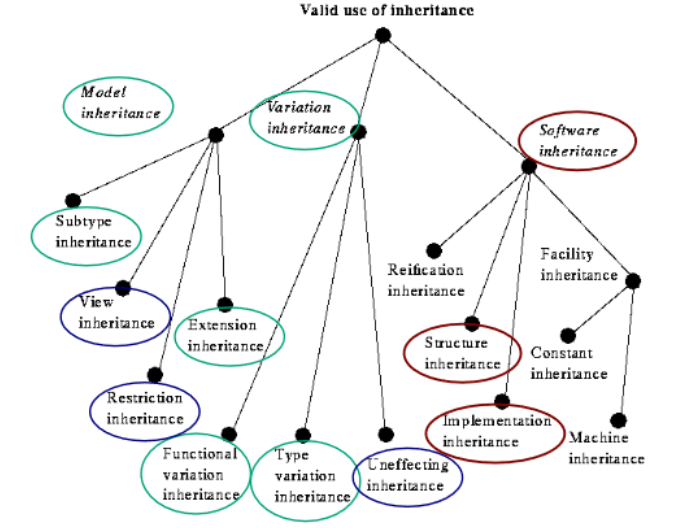 Valid use of inheritance
Model
inheritance
Variation
inheritance
Software
inheritance
Subtype
inheritance
View
inheritance
Extension
inheritance
Restriction
inheritance
Functional
variation
inheritance
Type
variation
inheritance
Uneffecting
inheritance
Reification
inheritance
Facility
inheritance
Structure
inheritance
Constant
inheritance
Implementation
inheritance
Machine
inheritance